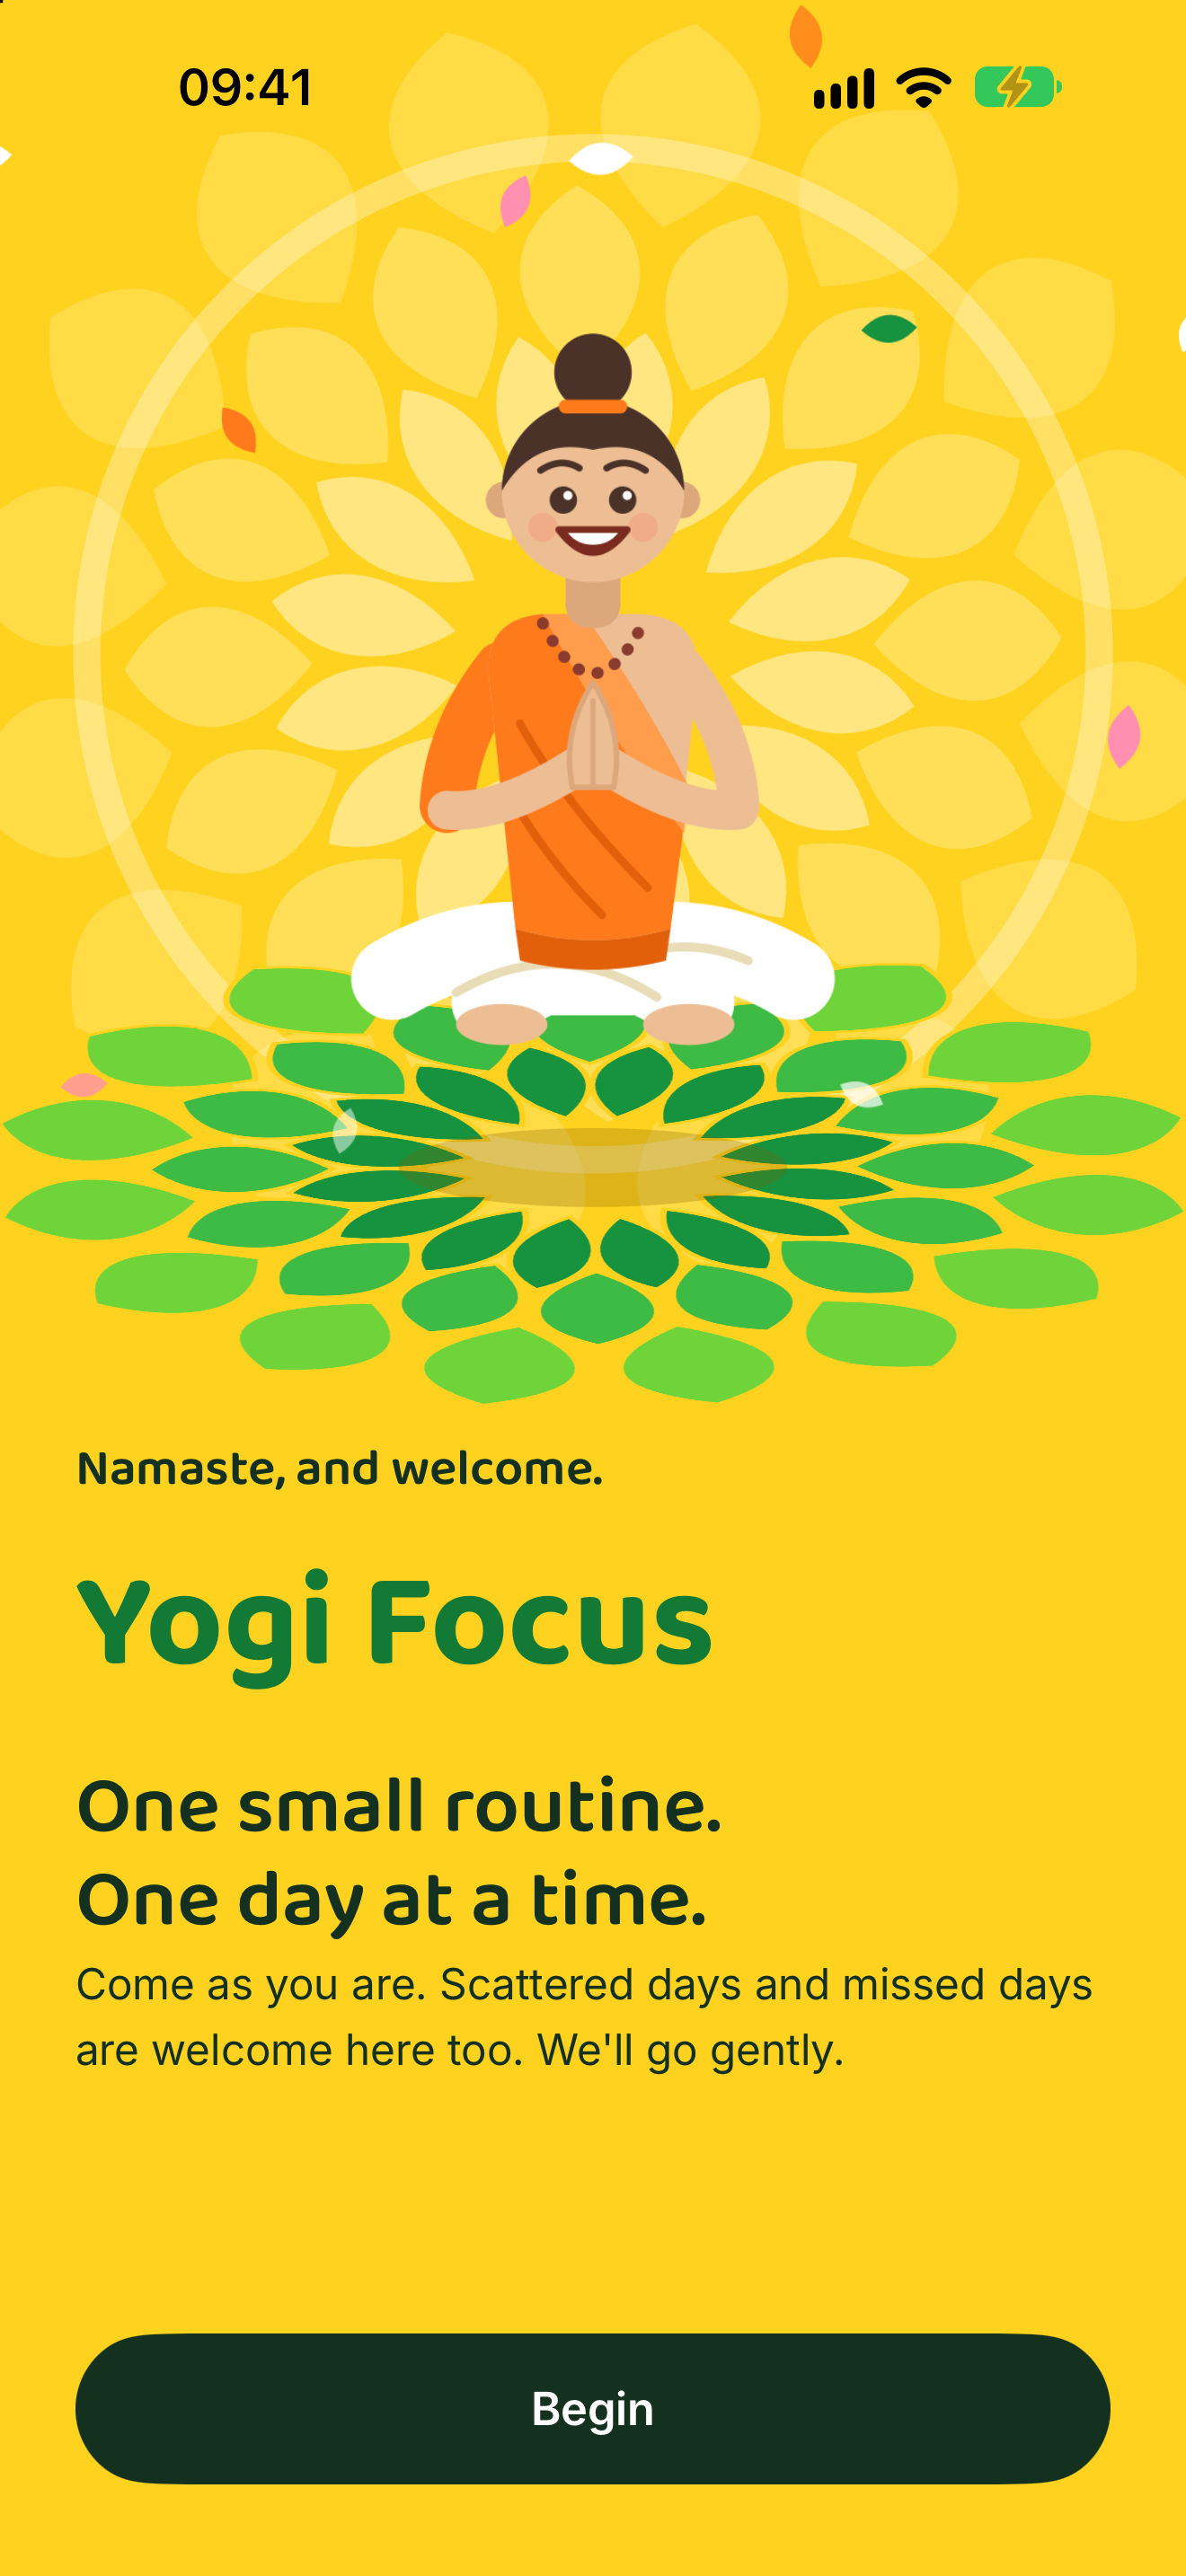 09:41
Namaste, and welcome.
Yogi Focus
One small routine.
One day at a time.
Come as you are. Scattered days and missed days
are welcome here too. We'll go gently.
Begin